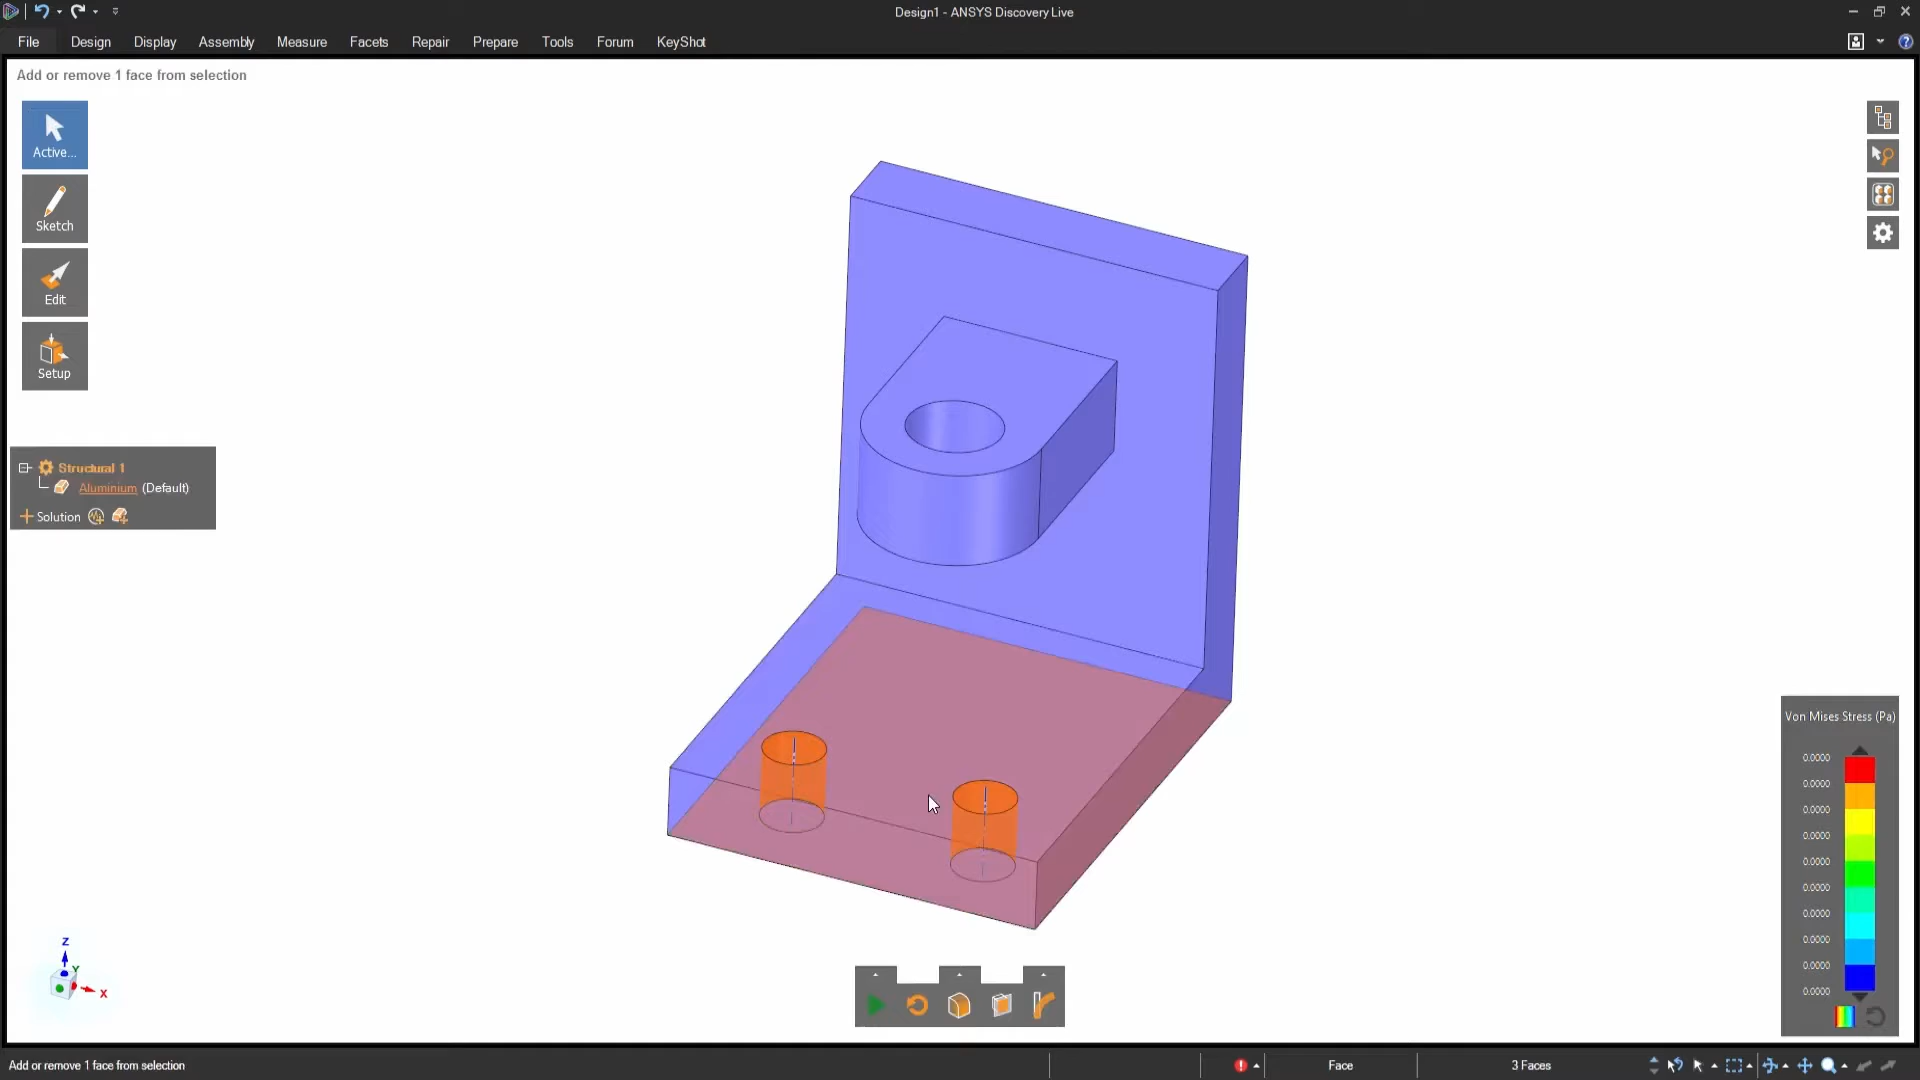 Design1 - ANSYS Discovery Live
File Design Display Assembly Measure Facets Repair Prepare Tools Forum KeyShot
Add or remove 1 face from selection
Active...
Sketch
Edit
Setup
Structural 1
Aluminium (Default)
Solution
Von Mises Stress (Pa)
0.0000
0.0000
0.0000
0.0000
0.0000
0.0000
0.0000
0.0000
0.0000
0.0000
Z
Y
X
Add or remove 1 face from selection
Face
3 Faces